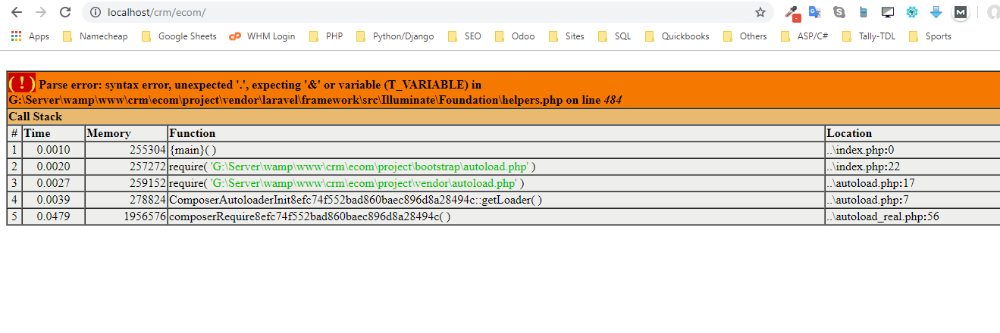 localhost/crm/ecom/
Apps Namecheap Google Sheets cP WHM Login PHP Python/Django SEO Odoo Sites SQL Quickbooks Others ASP/C# Tally-TDL Sports
( ! ) Parse error: syntax error, unexpected '.', expecting '&' or variable (T_VARIABLE) in
G:\Server\wamp\www\crm\ecom\project\vendor\laravel\framework\src\Illuminate\Foundation\helpers.php on line 484
Call Stack
# Time Memory Function Location
1 0.0010 255304 {main}( ) ..\index.php:0
2 0.0020 257272 require( 'G:\Server\wamp\www\crm\ecom\project\bootstrap\autoload.php' ) ..\index.php:22
3 0.0027 259152 require( 'G:\Server\wamp\www\crm\ecom\project\vendor\autoload.php' ) ..\autoload.php:17
4 0.0039 278824 ComposerAutoloaderInit8efc74f552bad860baec896d8a28494c::getLoader( ) ..\autoload.php:7
5 0.0479 1956576 composerRequire8efc74f552bad860baec896d8a28494c( ) ..\autoload_real.php:56